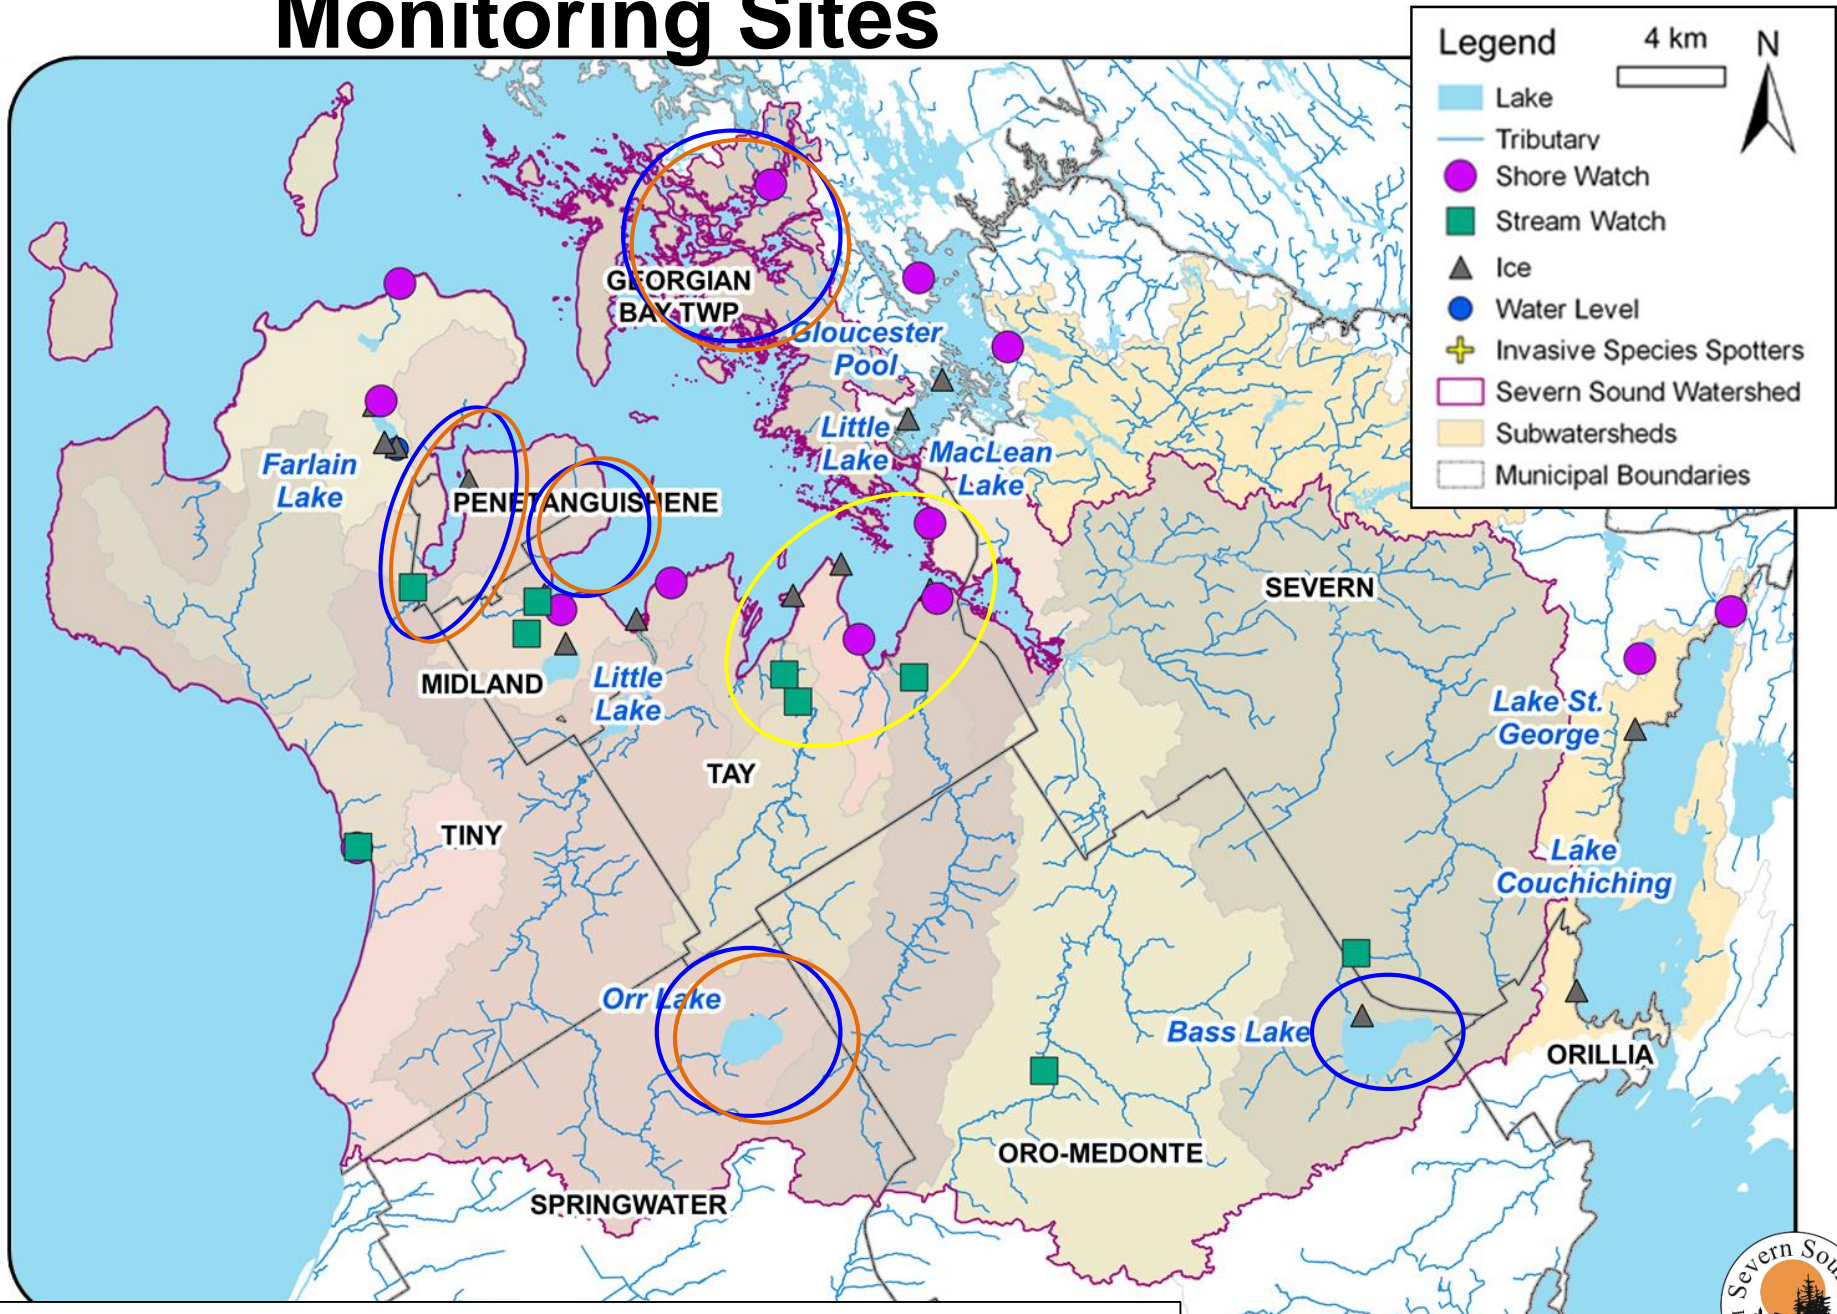 Monitoring Sites
Legend
4 km
N
Lake
Tributary
Shore Watch
Stream Watch
Ice
Water Level
Invasive Species Spotters
Severn Sound Watershed
Subwatersheds
Municipal Boundaries
GEORGIAN
BAY TWP
Gloucester
Pool
Little
Lake
MacLean
Lake
Farlain
Lake
PENETANGUISHENE
SEVERN
MIDLAND
Little
Lake
Lake St.
George
TAY
TINY
Lake
Couchiching
Orr Lake
Bass Lake
ORILLIA
ORO-MEDONTE
SPRINGWATER
Severn